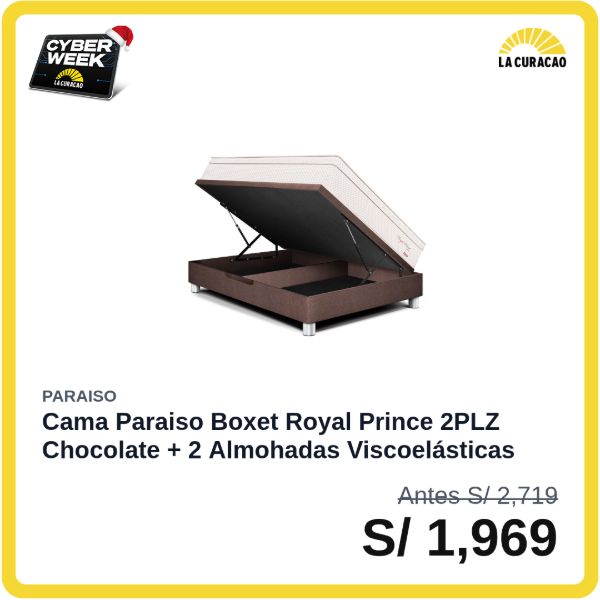 CYBER
WEEK
LA CURACAO
LA CURACAO
PARAISO
Cama Paraiso Boxet Royal Prince 2PLZ
Chocolate + 2 Almohadas Viscoelásticas
Antes S/ 2,719
S/ 1,969